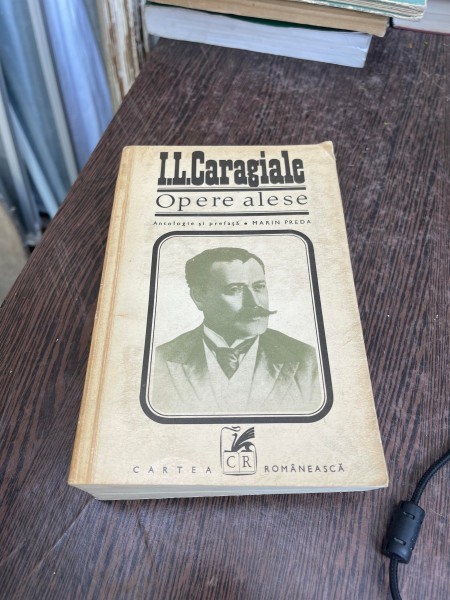 I.L.Caragiale
Opere alese
Antologie și prefață • MARIN PREDA
CR
CARTEA ROMÂNEASCĂ